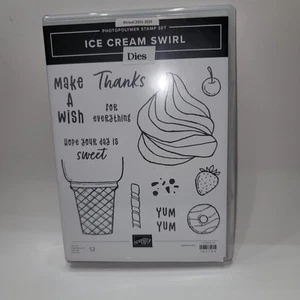 PHOTOPOLYMER STAMP SET
ICE CREAM SWIRL
Dies
MAKE
A
WISH
Thanks
FOR
EVERYTHING
HOPE YOUR DAY IS
sweet
YUM
YUM
12